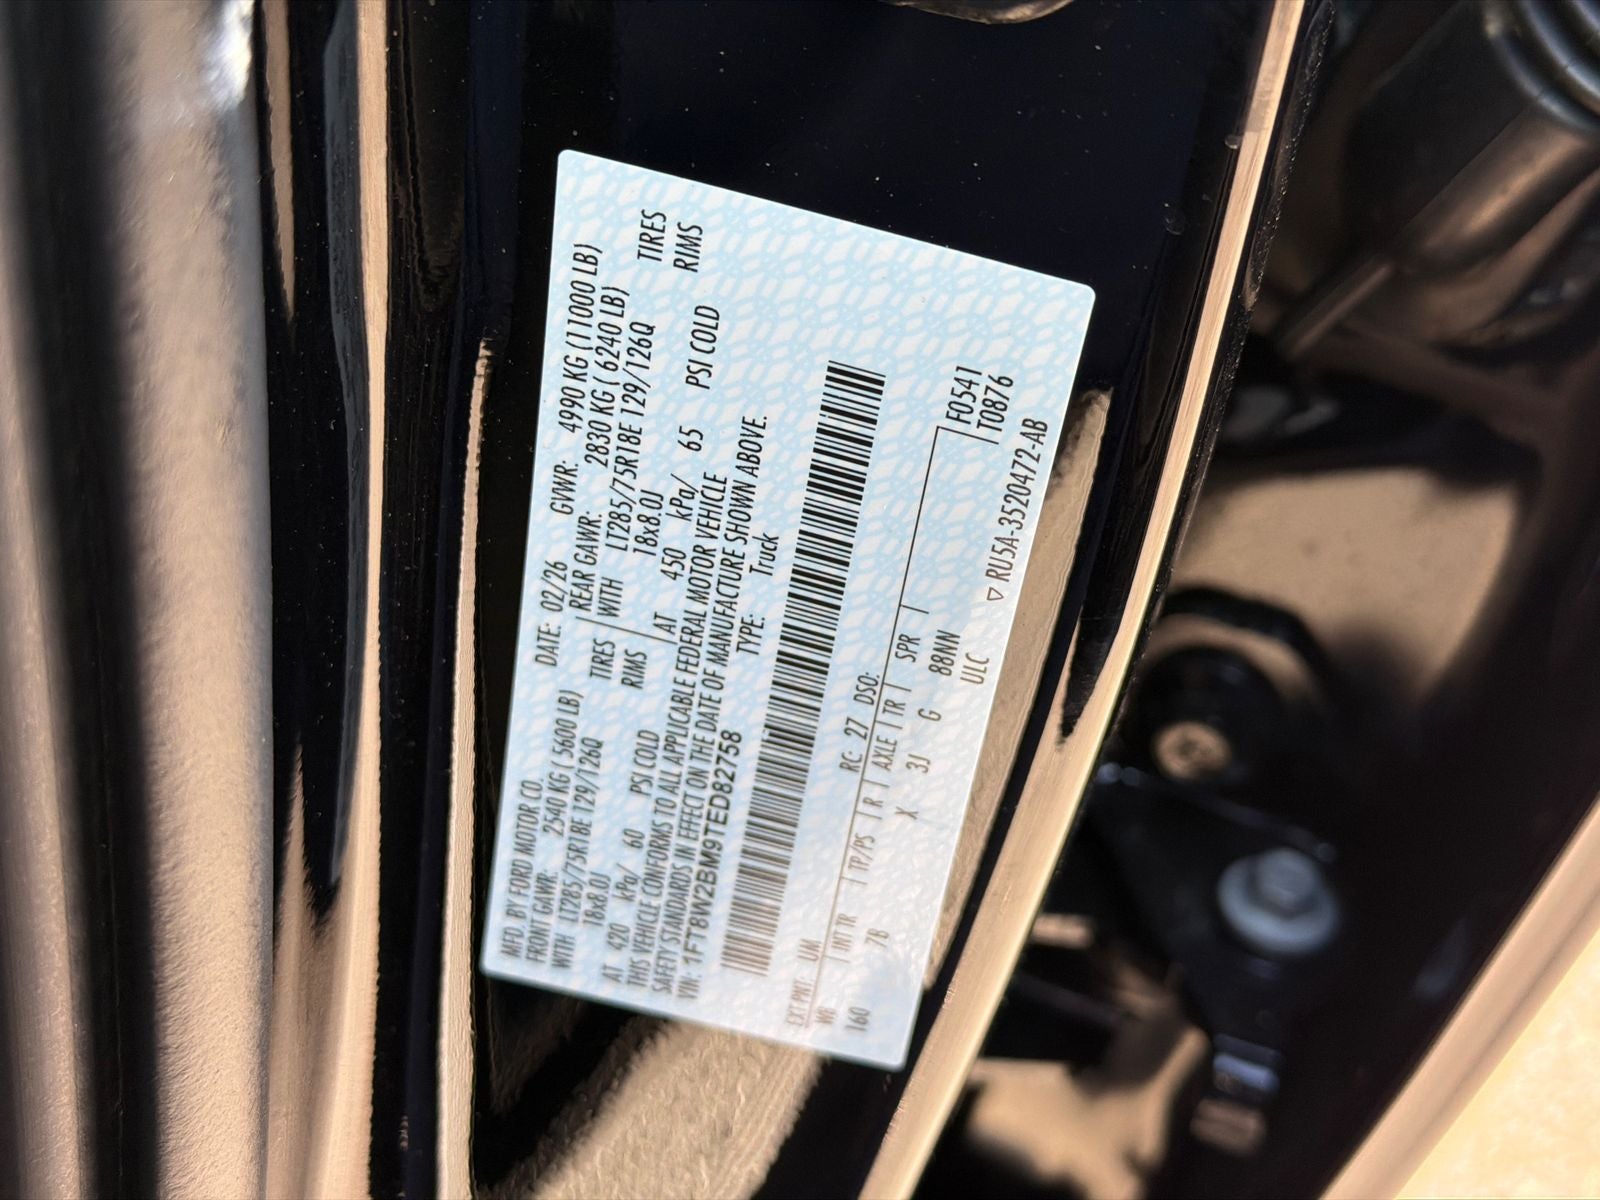 MFD. BY FORD MOTOR CO. DATE: 02/26 GVWR: 4990 KG (11000 LB)
FRONT GAWR: 2540 KG (5600 LB) REAR GAWR: 2830 KG (6240 LB)
WITH LT285/75R18E 129/126Q TIRES WITH LT285/75R18E 129/126Q TIRES
18x8.0J RIMS 18x8.0J RIMS
AT 420 kPa/ 60 PSI COLD AT 450 kPa/ 65 PSI COLD
THIS VEHICLE CONFORMS TO ALL APPLICABLE FEDERAL MOTOR VEHICLE
SAFETY STANDARDS IN EFFECT ON THE DATE OF MANUFACTURE SHOWN ABOVE.
VIN: 1FT8W2BM9TED82758 TYPE: Truck
F0541
EXT PNT: UM RC: 27 DSO: T0876
WB INT TR TP/PS R AXLE TR SPR
160 7B X 3J G 88NN
ULC ▽ RU5A-3520472-AB